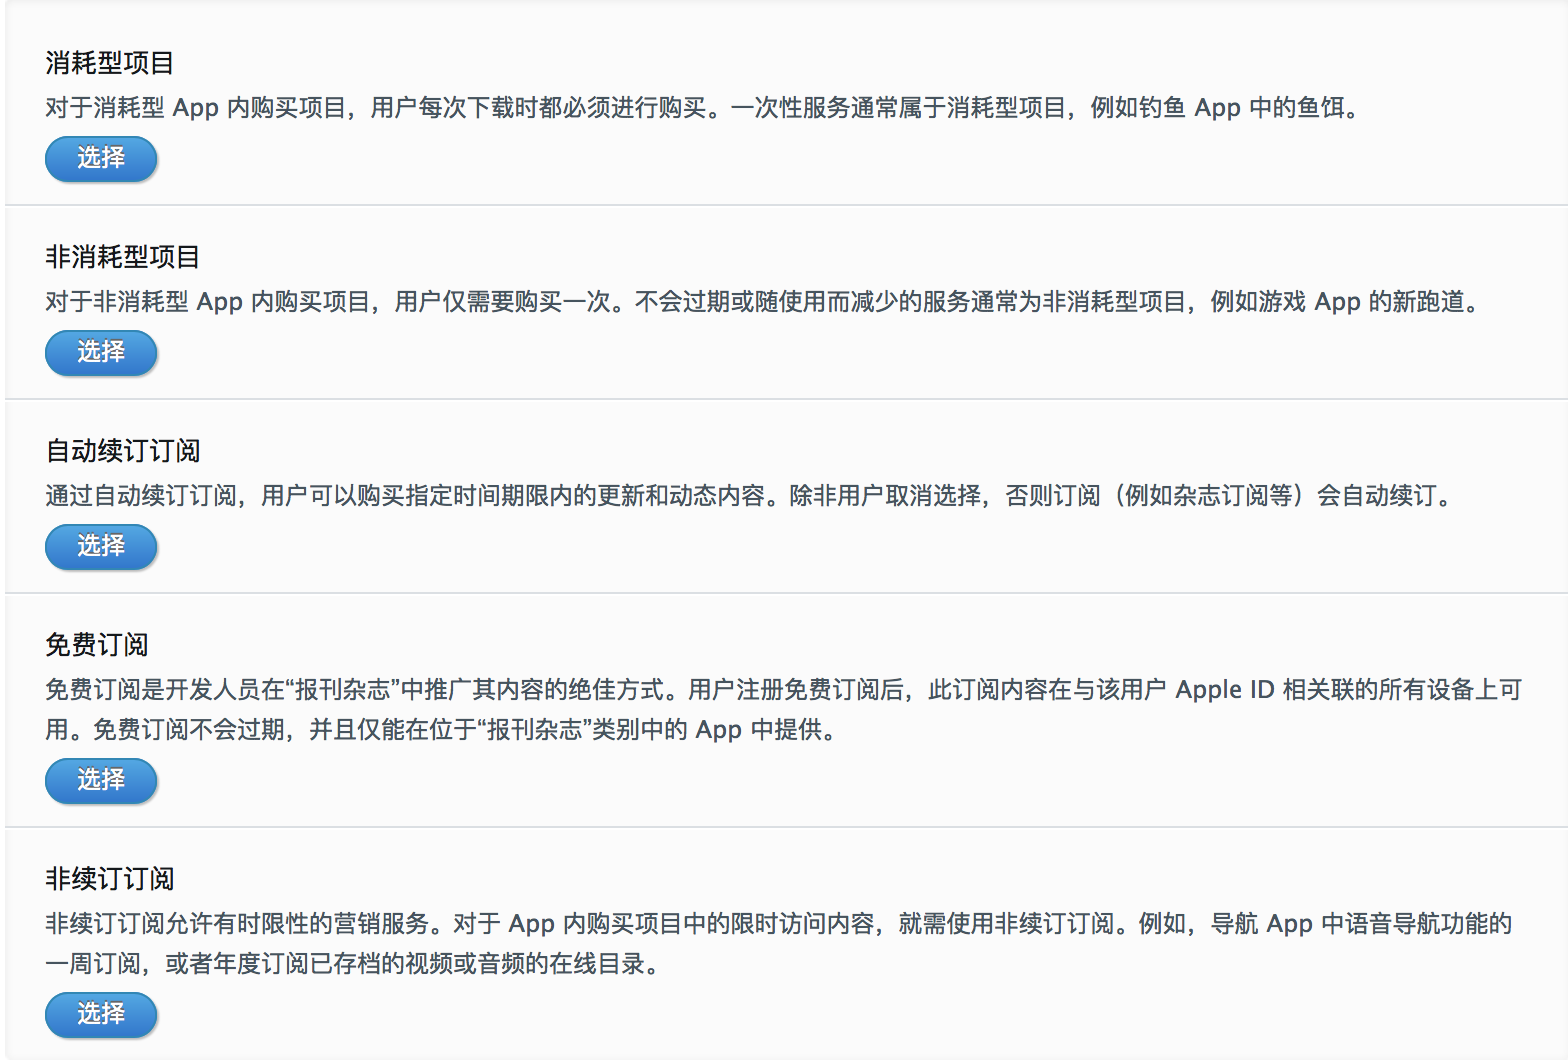 消耗型项目
对于消耗型 App 内购买项目，用户每次下载时都必须进行购买。一次性服务通常属于消耗型项目，例如钓鱼 App 中的鱼饵。
选择
非消耗型项目
对于非消耗型 App 内购买项目，用户仅需要购买一次。不会过期或随使用而减少的服务通常为非消耗型项目，例如游戏 App 的新跑道。
选择
自动续订订阅
通过自动续订订阅，用户可以购买指定时间期限内的更新和动态内容。除非用户取消选择，否则订阅（例如杂志订阅等）会自动续订。
选择
免费订阅
免费订阅是开发人员在“报刊杂志”中推广其内容的绝佳方式。用户注册免费订阅后，此订阅内容在与该用户 Apple ID 相关联的所有设备上可
用。免费订阅不会过期，并且仅能在位于“报刊杂志”类别中的 App 中提供。
选择
非续订订阅
非续订订阅允许有时限性的营销服务。对于 App 内购买项目中的限时访问内容，就需使用非续订订阅。例如，导航 App 中语音导航功能的
一周订阅，或者年度订阅已存档的视频或音频的在线目录。
选择